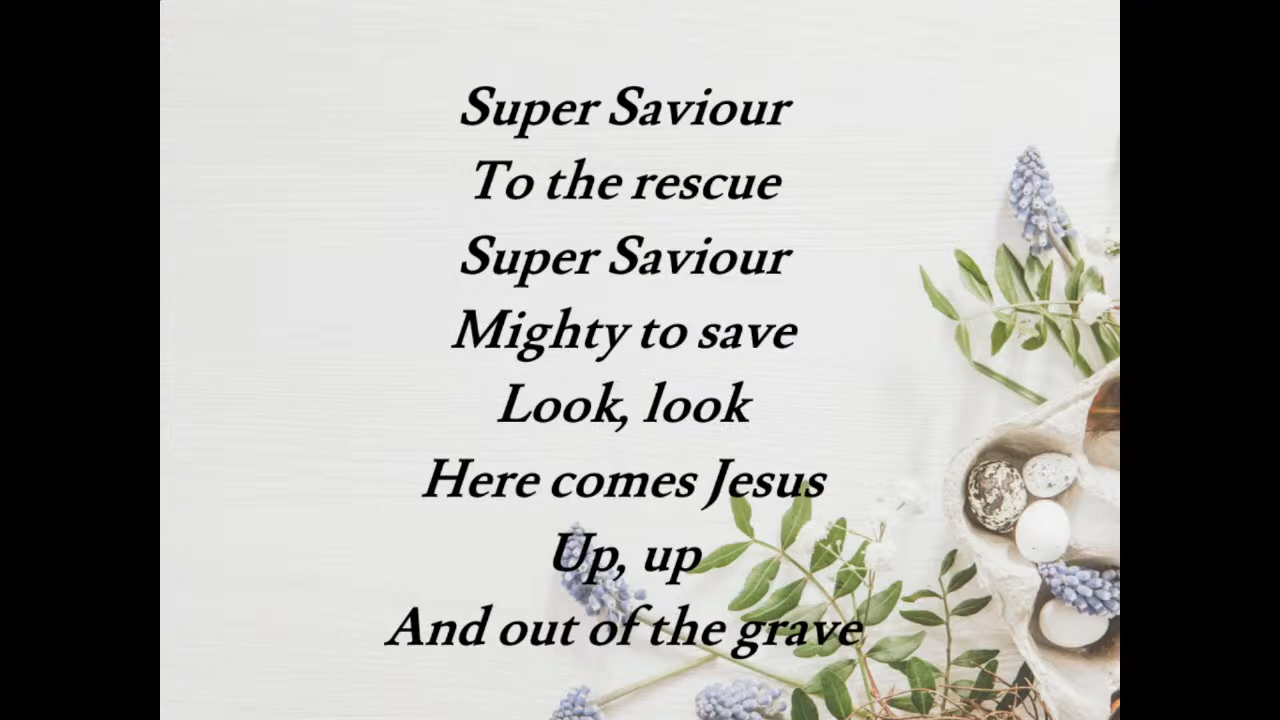 Super Saviour
To the rescue
Super Saviour
Mighty to save
Look, look
Here comes Jesus
Up, up
And out of the grave